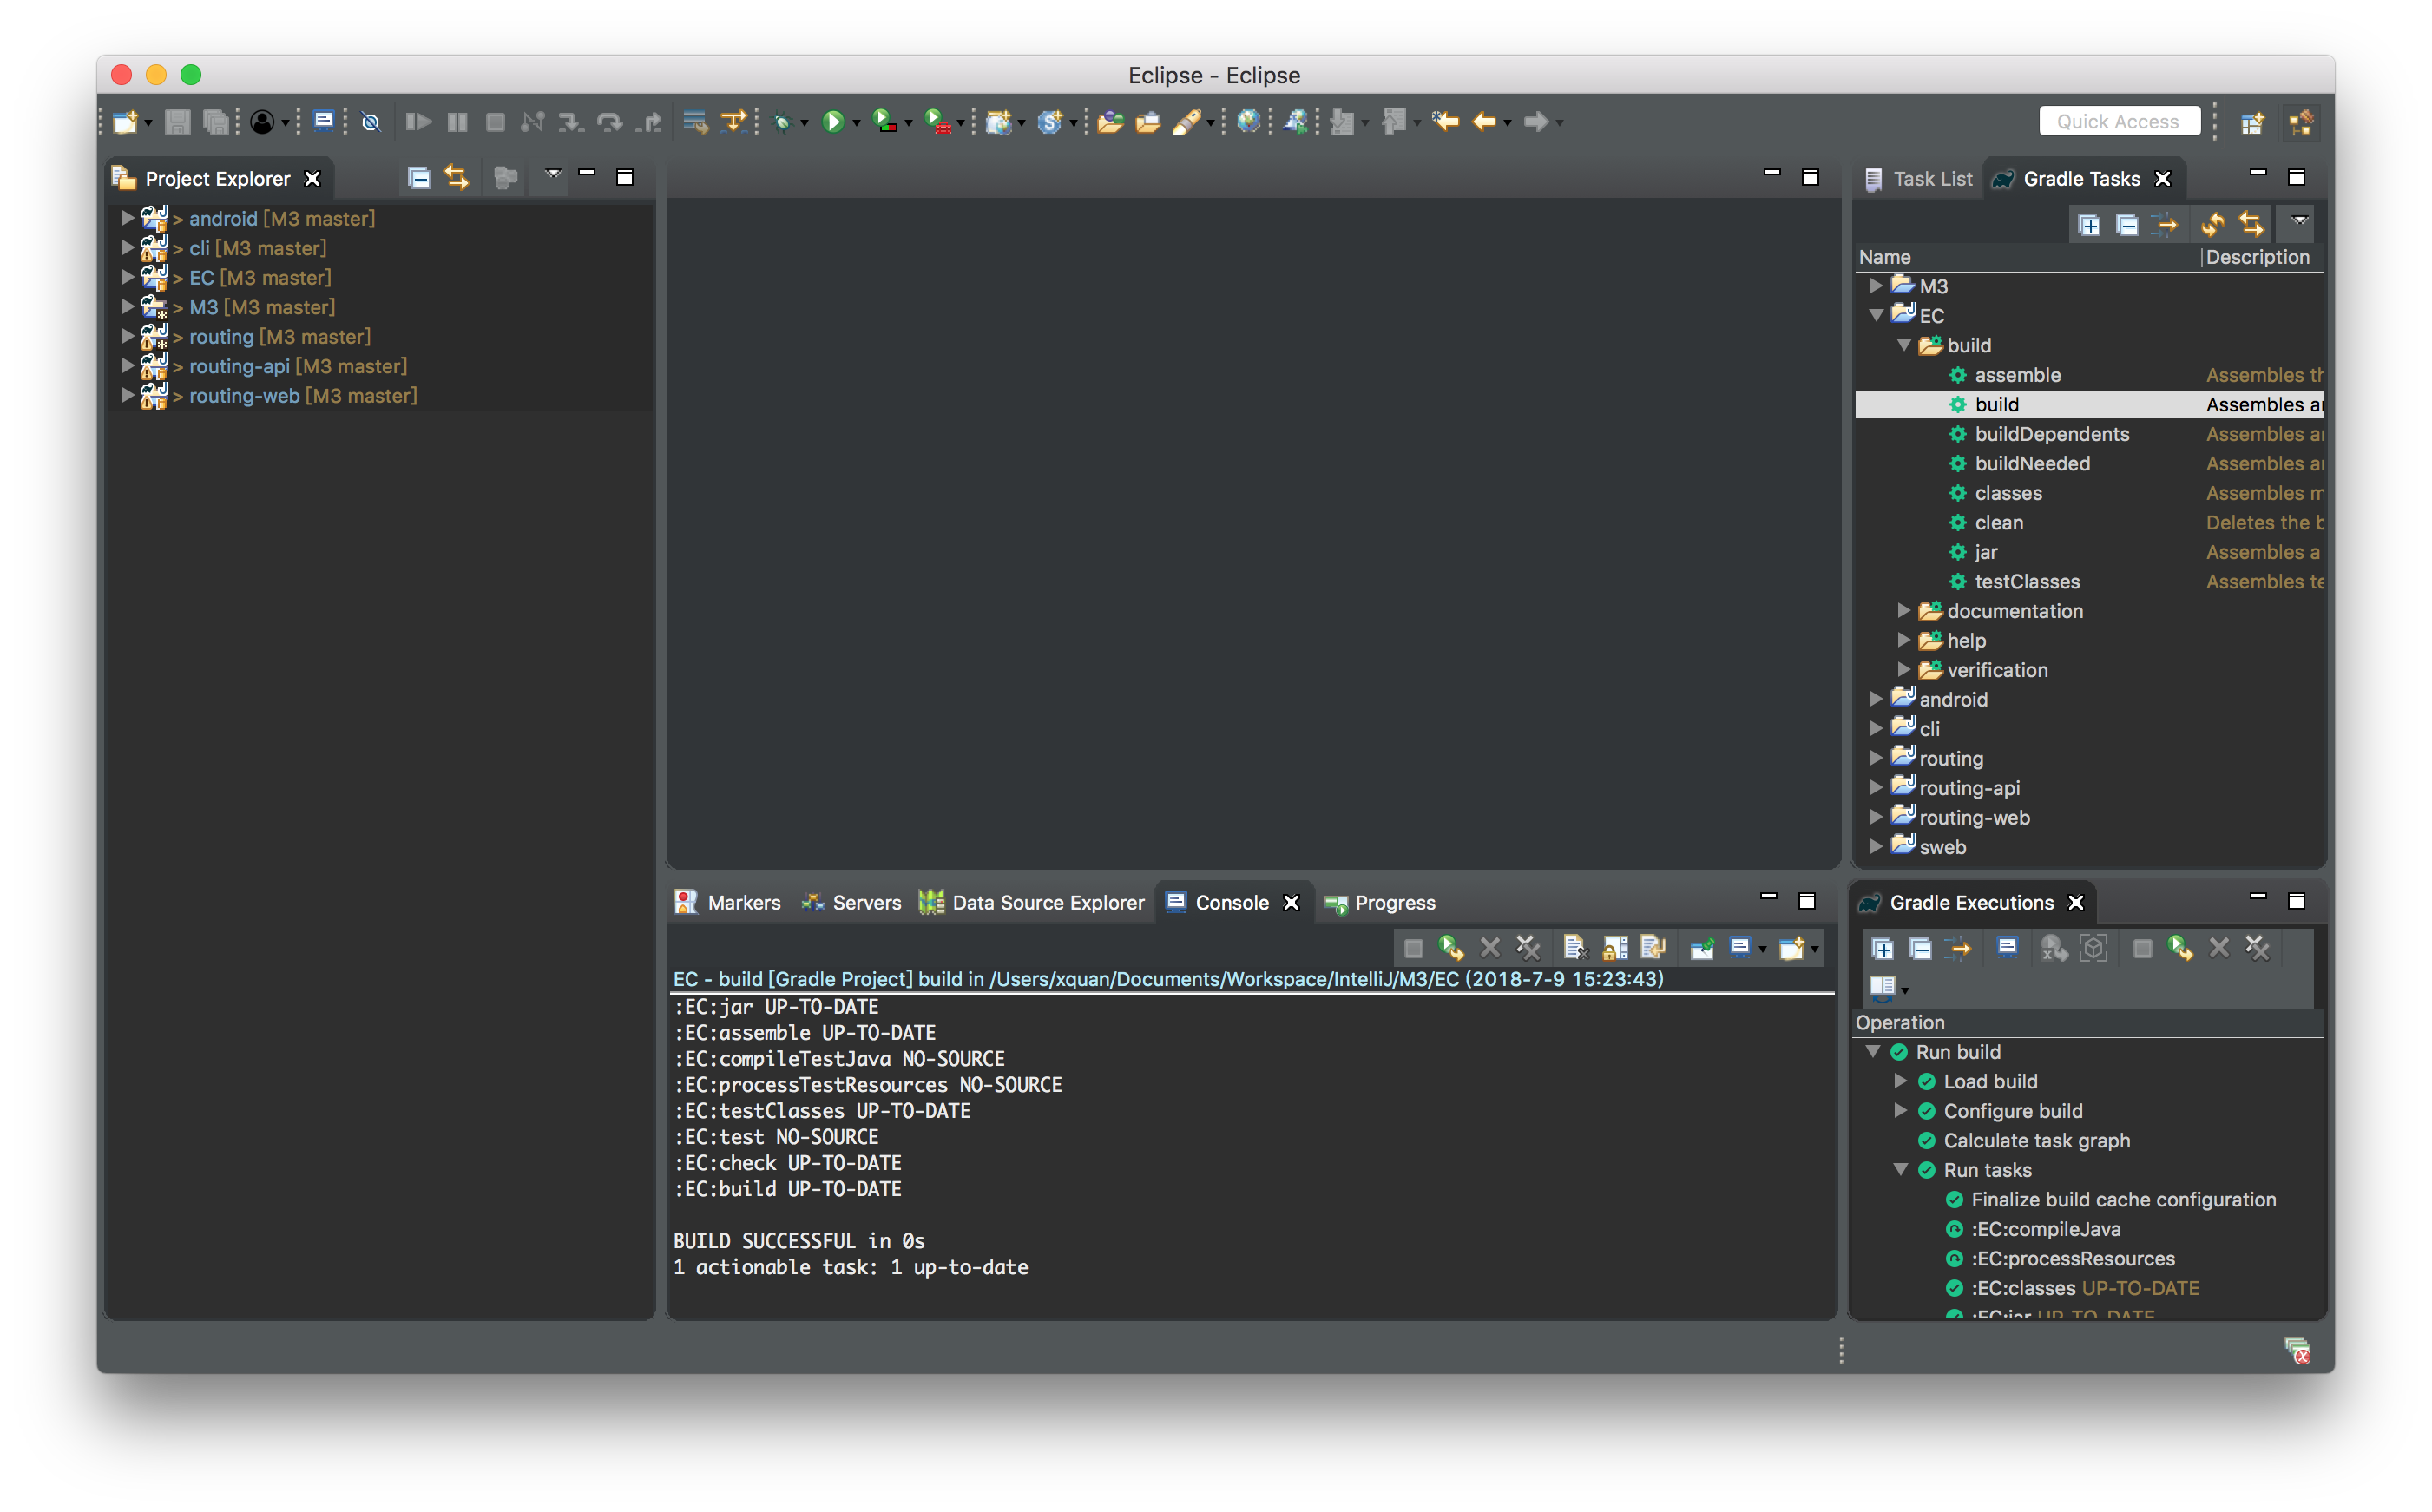 Eclipse - Eclipse
Quick Access
Project Explorer
> android [M3 master]
> cli [M3 master]
> EC [M3 master]
> M3 [M3 master]
> routing [M3 master]
> routing-api [M3 master]
> routing-web [M3 master]
Task List Gradle Tasks
Name Description
M3
EC
build
assemble Assembles th
build Assembles a
buildDependents Assembles a
buildNeeded Assembles a
classes Assembles m
clean Deletes the b
jar Assembles a
testClasses Assembles te
documentation
help
verification
android
cli
routing
routing-api
routing-web
sweb
Markers Servers Data Source Explorer Console Progress
EC - build [Gradle Project] build in /Users/xquan/Documents/Workspace/IntelliJ/M3/EC (2018-7-9 15:23:43)
:EC:jar UP-TO-DATE
:EC:assemble UP-TO-DATE
:EC:compileTestJava NO-SOURCE
:EC:processTestResources NO-SOURCE
:EC:testClasses UP-TO-DATE
:EC:test NO-SOURCE
:EC:check UP-TO-DATE
:EC:build UP-TO-DATE
BUILD SUCCESSFUL in 0s
1 actionable task: 1 up-to-date
Gradle Executions
Operation
Run build
Load build
Configure build
Calculate task graph
Run tasks
Finalize build cache configuration
:EC:compileJava
:EC:processResources
:EC:classes UP-TO-DATE
:EC:jar UP-TO-DATE